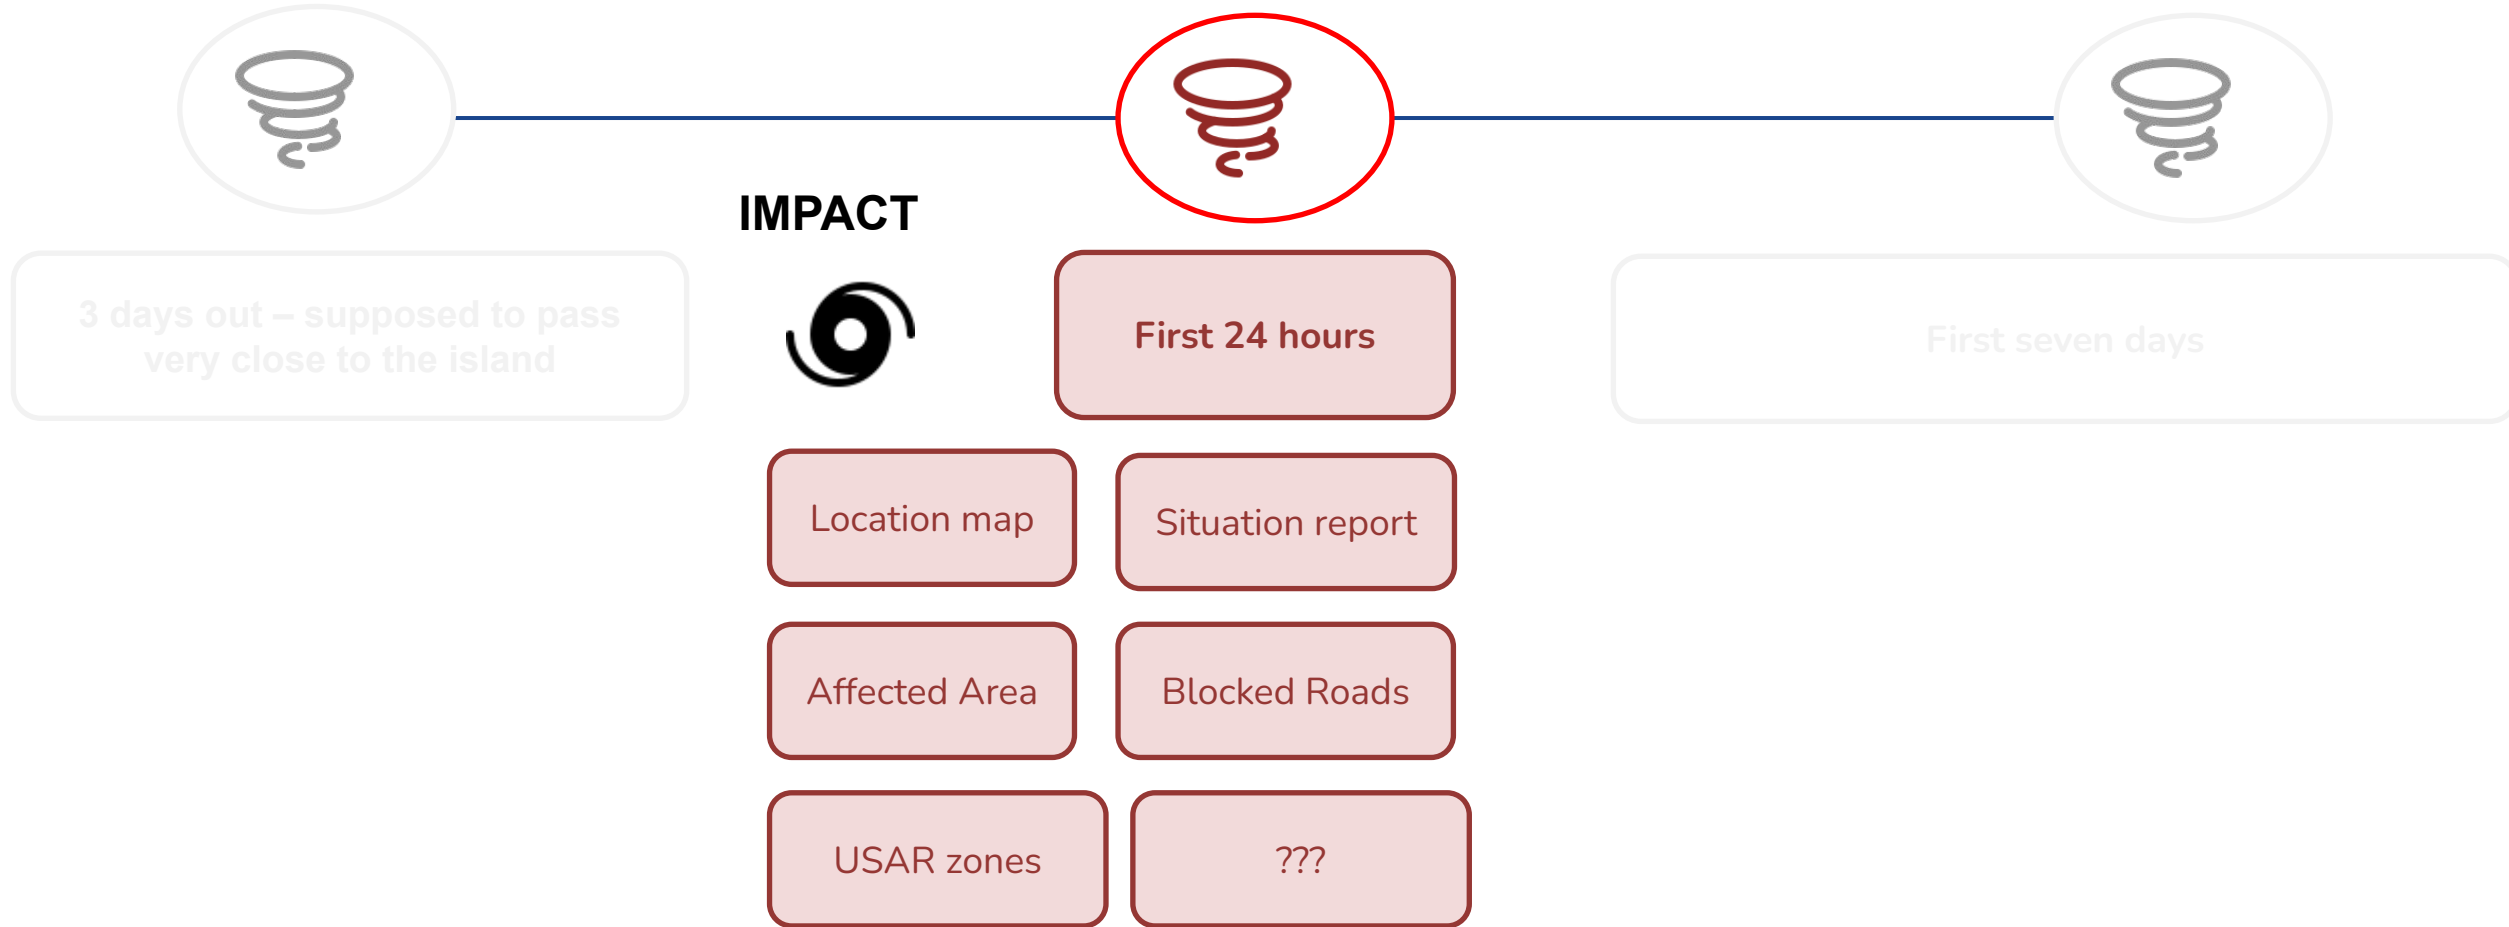 IMPACT
3 days out – supposed to pass
very close to the island
First 24 hours
First seven days
Location map
Situation report
Affected Area
Blocked Roads
USAR zones
???